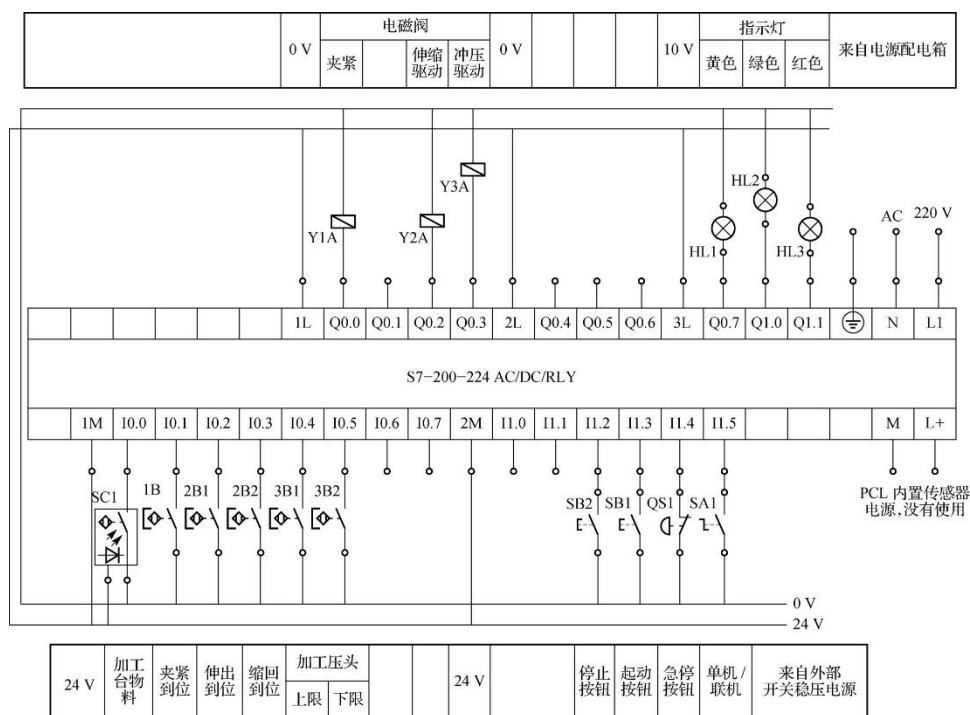 电磁阀
指示灯
0 V
夹紧
伸缩
驱动
冲压
驱动
0 V
10 V
黄色
绿色
红色
来自电源配电箱
Y3A
HL2
Y1A
Y2A
HL1
HL3
AC
220 V
1L
Q0.0
Q0.1
Q0.2
Q0.3
2L
Q0.4
Q0.5
Q0.6
3L
Q0.7
Q1.0
Q1.1
N
L1
S7-200-224 AC/DC/RLY
1M
I0.0
I0.1
I0.2
I0.3
I0.4
I0.5
I0.6
I0.7
2M
I1.0
I1.1
I1.2
I1.3
I1.4
I1.5
M
L+
SC1
1B
2B1
2B2
3B1
3B2
SB2
SB1
QS1
SA1
PCL 内置传感器
电源,没有使用
0 V
24 V
24 V
加工
台物
料
夹紧
到位
伸出
到位
缩回
到位
加工压头
上限
下限
24 V
停止
按钮
起动
按钮
急停
按钮
单机/
联机
来自外部
开关稳压电源